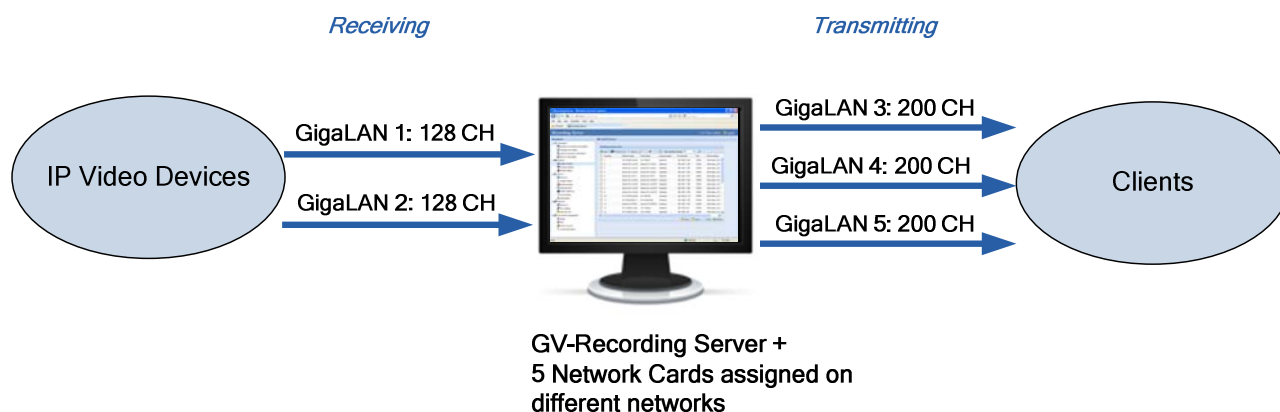 Receiving
Transmitting
IP Video Devices
GigaLAN 1: 128 CH
GigaLAN 2: 128 CH
GigaLAN 3: 200 CH
GigaLAN 4: 200 CH
GigaLAN 5: 200 CH
Clients
GV-Recording Server +
5 Network Cards assigned on
different networks